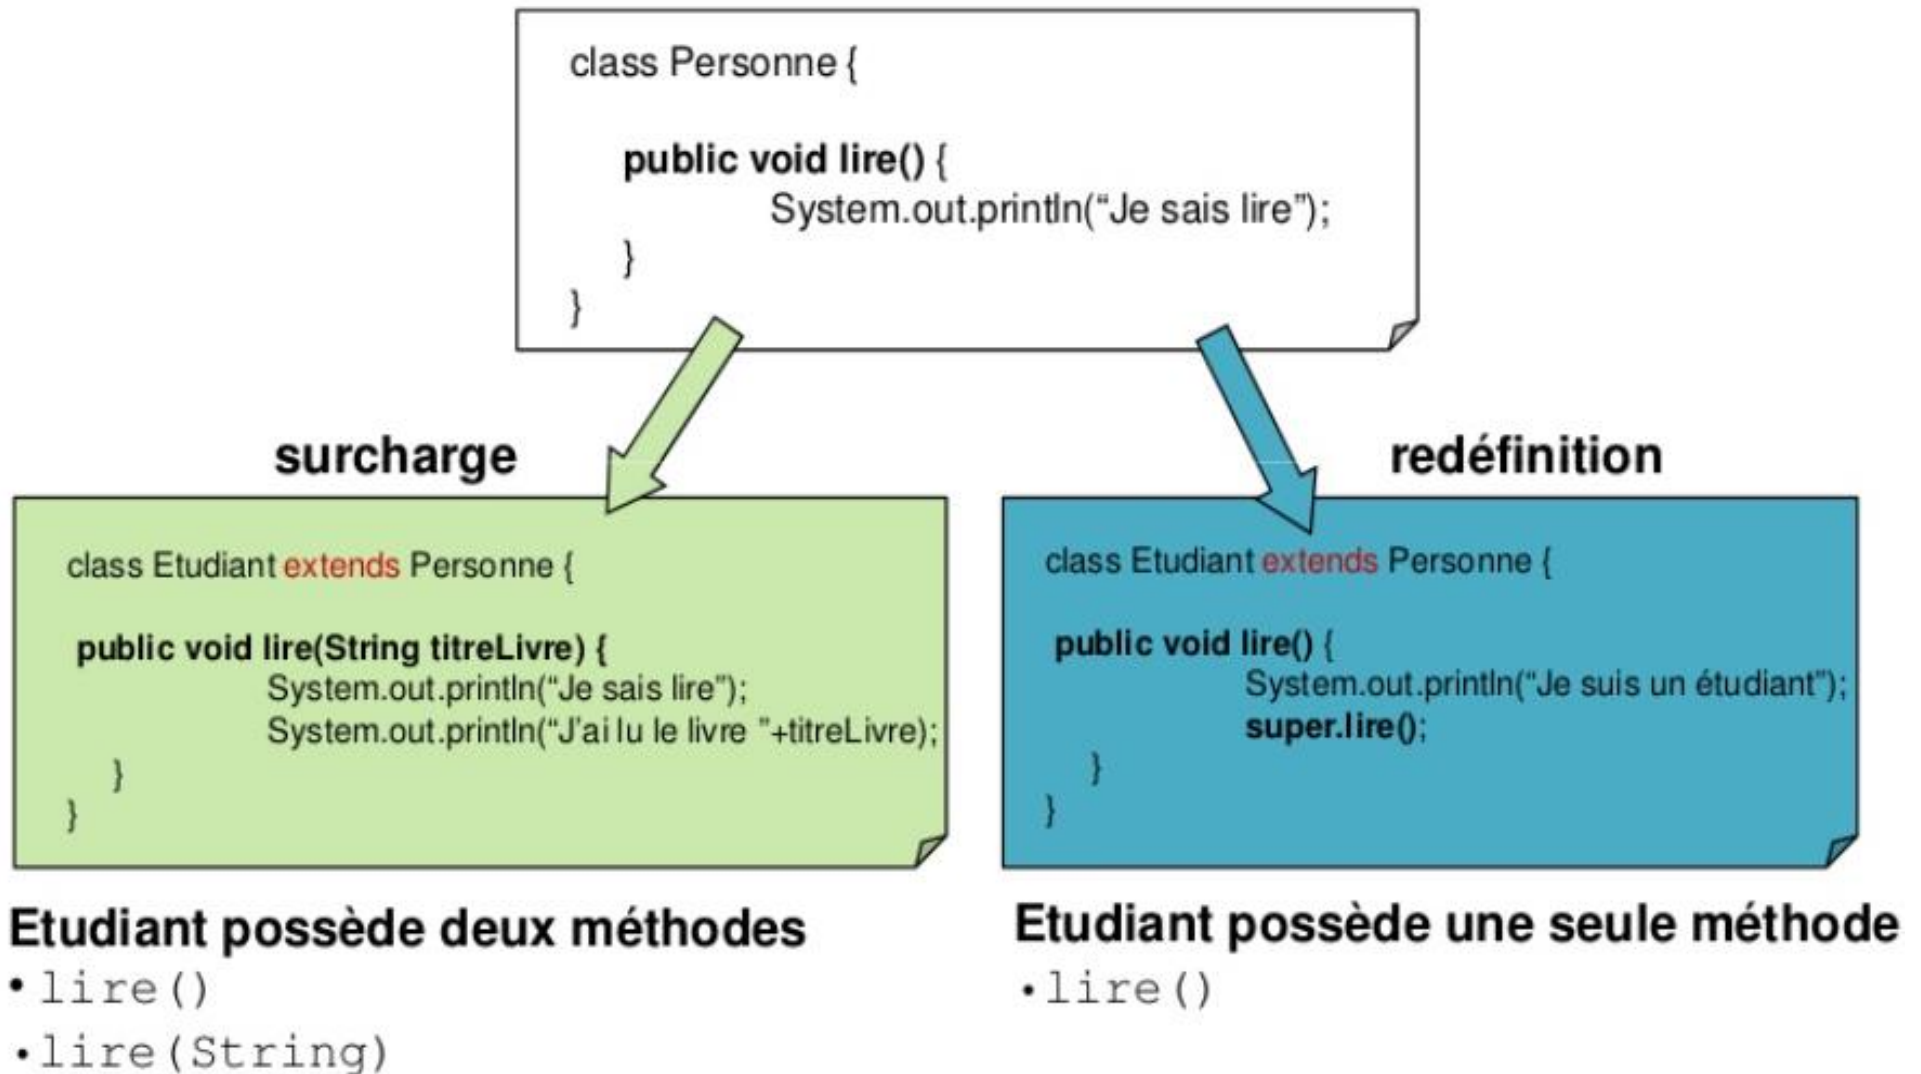 class Personne {
public void lire() {
System.out.println(“Je sais lire”);
}
}
surcharge
class Etudiant extends Personne {
public void lire(String titreLivre) {
System.out.println(“Je sais lire”);
System.out.println(“J'ai lu le livre ”+titreLivre);
}
}
Etudiant possède deux méthodes
• lire()
• lire(String)
redéfinition
class Etudiant extends Personne {
public void lire() {
System.out.println(“Je suis un étudiant”);
super.lire();
}
}
Etudiant possède une seule méthode
• lire()